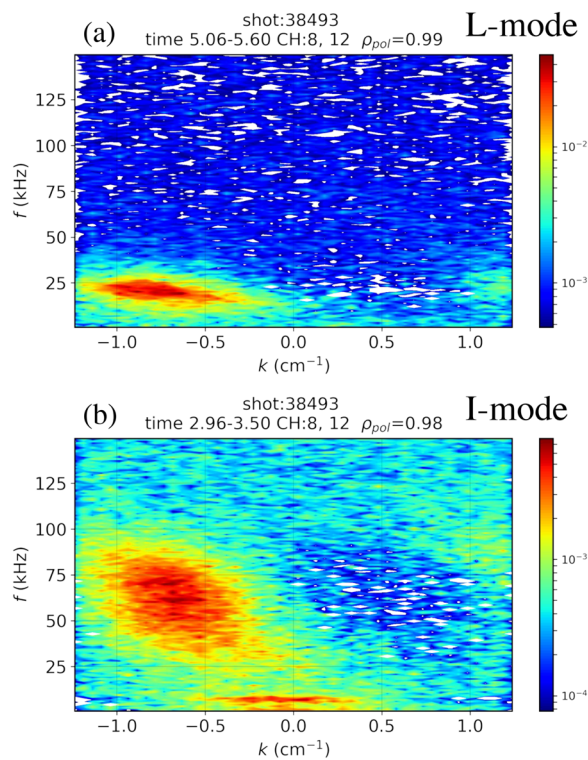 (a)
shot:38493
L-mode
time 5.06-5.60 CH:8, 12 ρpol=0.99
125
100
75
50
25
f (kHz)
−1.0 −0.5 0.0 0.5 1.0
k (cm⁻¹)
10⁻²
10⁻³
(b)
shot:38493
I-mode
time 2.96-3.50 CH:8, 12 ρpol=0.98
125
100
75
50
25
f (kHz)
−1.0 −0.5 0.0 0.5 1.0
k (cm⁻¹)
10⁻³
10⁻⁴